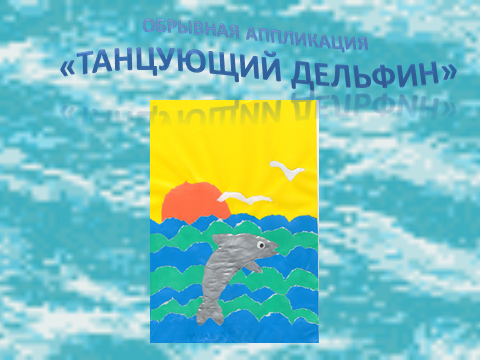 ОБРЫВНАЯ АППЛИКАЦИЯ
«ТАНЦУЮЩИЙ ДЕЛЬФИН»